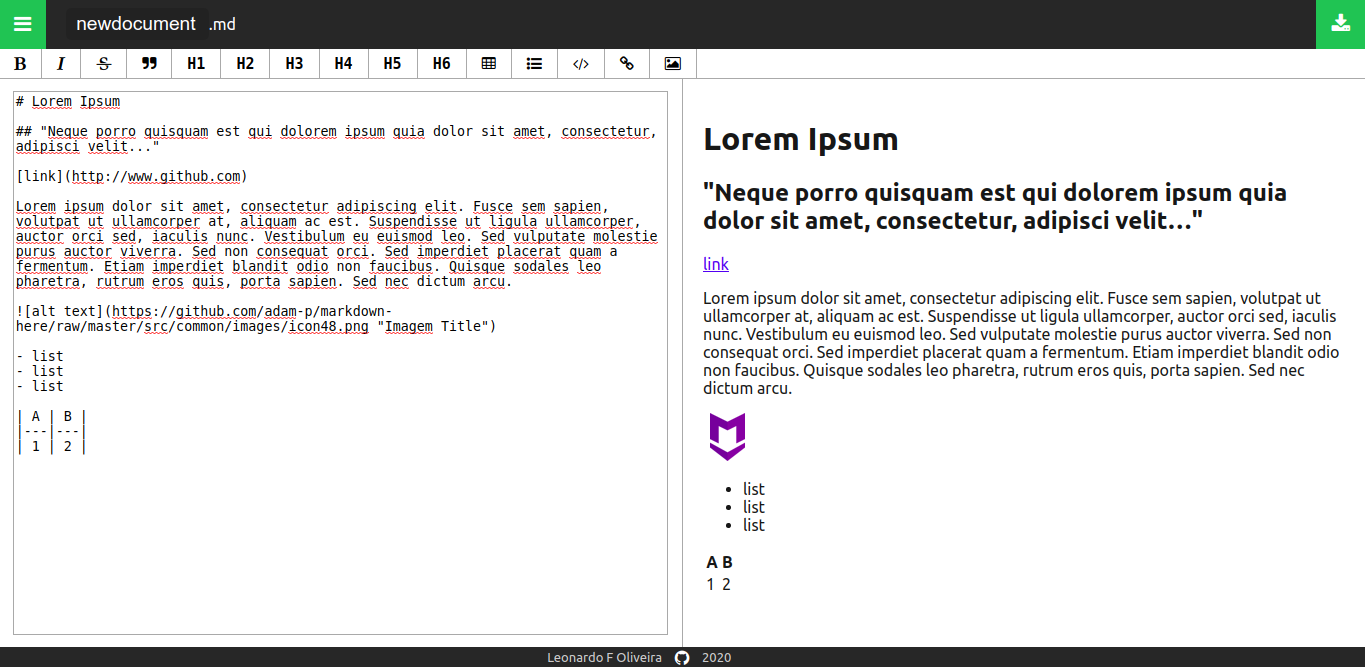 newdocument .md
B I S H1 H2 H3 H4 H5 H6 </>
# Lorem Ipsum
## "Neque porro quisquam est qui dolorem ipsum quia dolor sit amet, consectetur,
adipisci velit..."
[link](http://www.github.com)
Lorem ipsum dolor sit amet, consectetur adipiscing elit. Fusce sem sapien,
volutpat ut ullamcorper at, aliquam ac est. Suspendisse ut ligula ullamcorper,
auctor orci sed, iaculis nunc. Vestibulum eu euismod leo. Sed vulputate molestie
purus auctor viverra. Sed non consequat orci. Sed imperdiet placerat quam a
fermentum. Etiam imperdiet blandit odio non faucibus. Quisque sodales leo
pharetra, rutrum eros quis, porta sapien. Sed nec dictum arcu.
![alt text](https://github.com/adam-p/markdown-
here/raw/master/src/common/images/icon48.png "Imagem Title")
- list
- list
- list
| A | B |
|---|---|
| 1 | 2 |
Lorem Ipsum
"Neque porro quisquam est qui dolorem ipsum quia
dolor sit amet, consectetur, adipisci velit..."
link
Lorem ipsum dolor sit amet, consectetur adipiscing elit. Fusce sem sapien, volutpat ut
ullamcorper at, aliquam ac est. Suspendisse ut ligula ullamcorper, auctor orci sed, iaculis
nunc. Vestibulum eu euismod leo. Sed vulputate molestie purus auctor viverra. Sed non
consequat orci. Sed imperdiet placerat quam a fermentum. Etiam imperdiet blandit odio
non faucibus. Quisque sodales leo pharetra, rutrum eros quis, porta sapien. Sed nec
dictum arcu.
• list
• list
• list
A B
1 2
Leonardo F Oliveira 2020